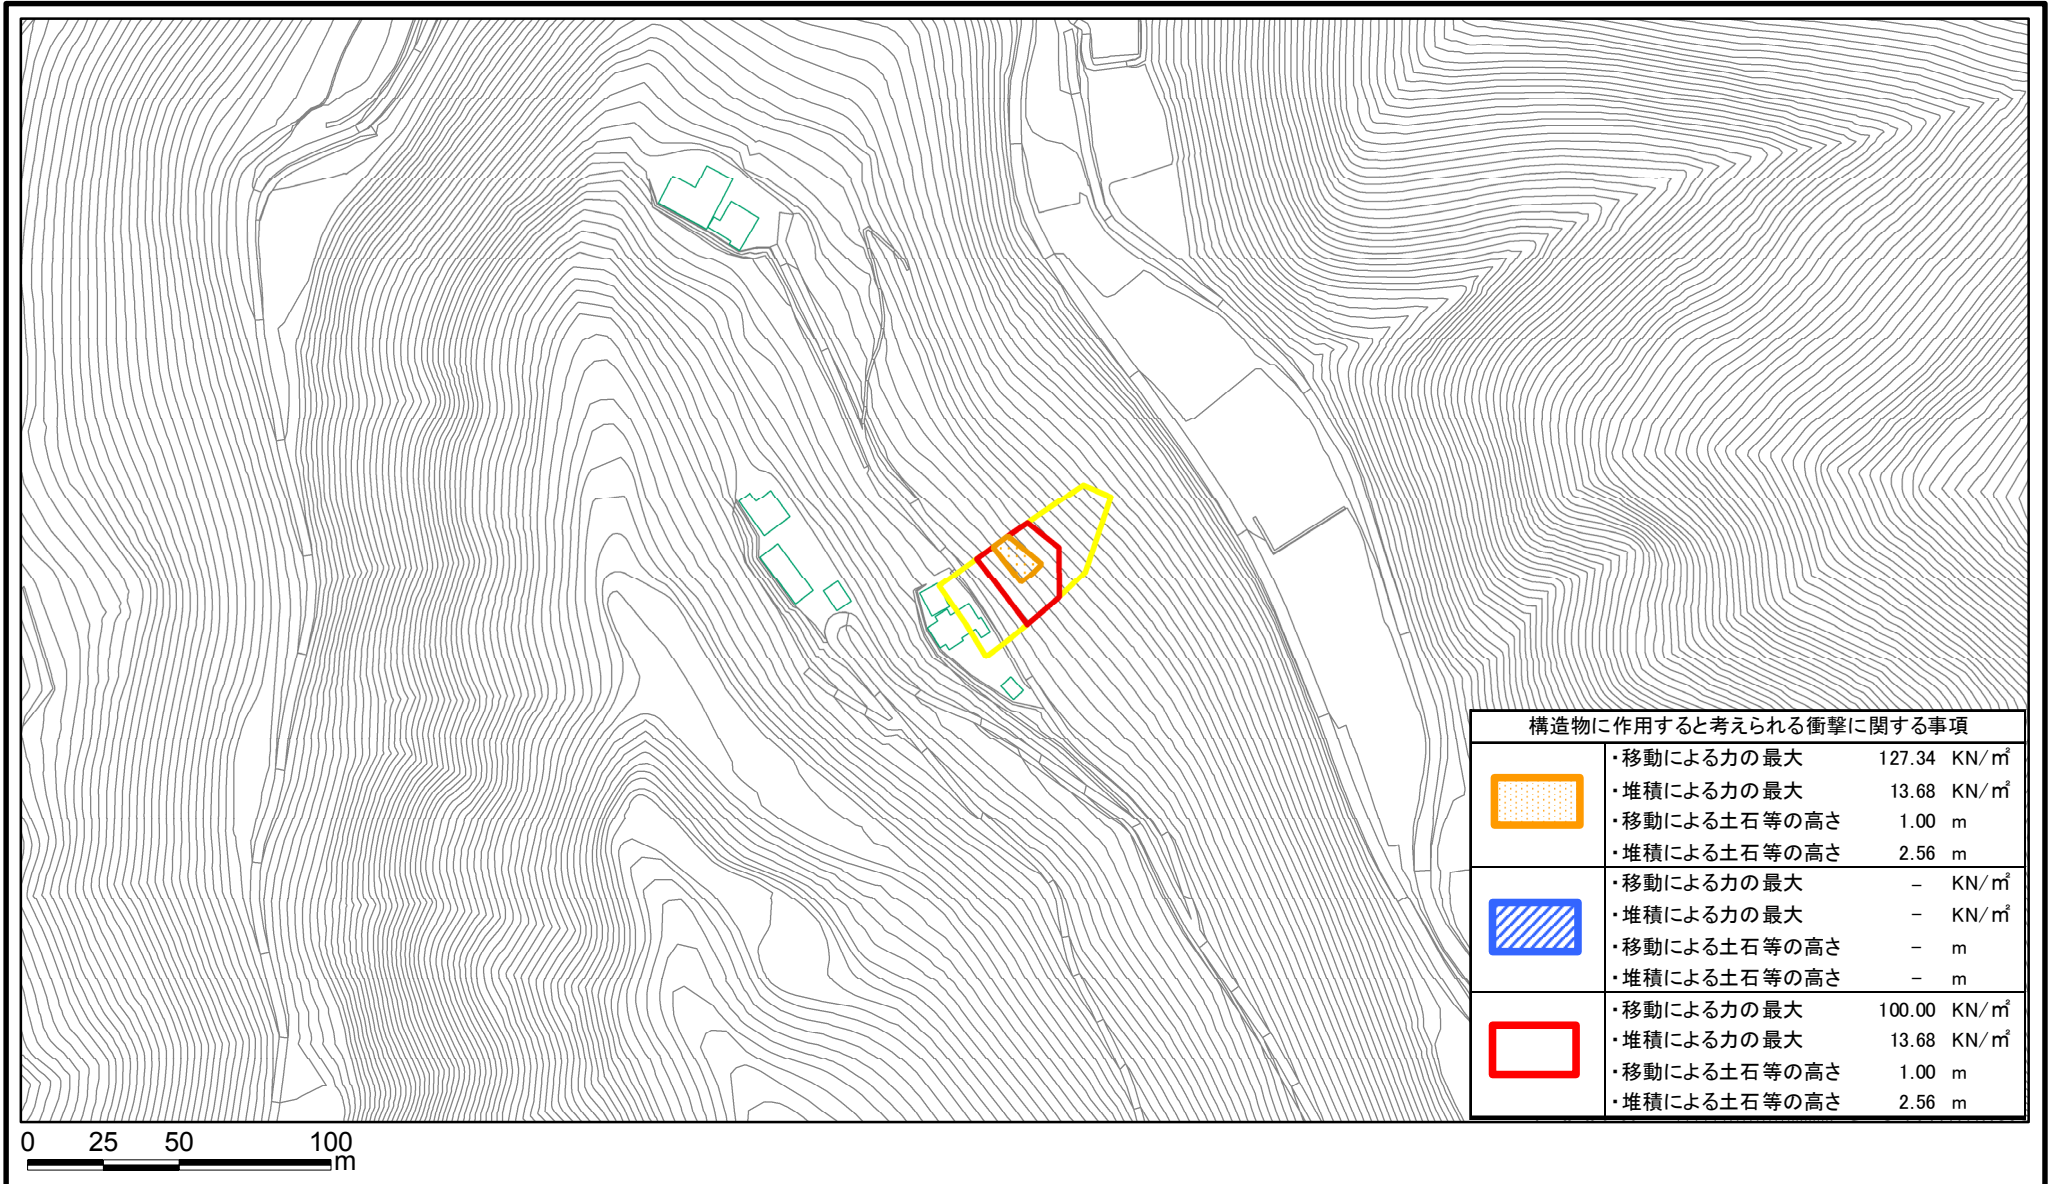 構造物に作用すると考えられる衝撃に関する事項
・移動による力の最大 127.34 KN/㎡
・堆積による力の最大 13.68 KN/㎡
・移動による土石等の高さ 1.00 m
・堆積による土石等の高さ 2.56 m
・移動による力の最大 － KN/㎡
・堆積による力の最大 － KN/㎡
・移動による土石等の高さ － m
・堆積による土石等の高さ － m
・移動による力の最大 100.00 KN/㎡
・堆積による力の最大 13.68 KN/㎡
・移動による土石等の高さ 1.00 m
・堆積による土石等の高さ 2.56 m
0 25 50 100
m